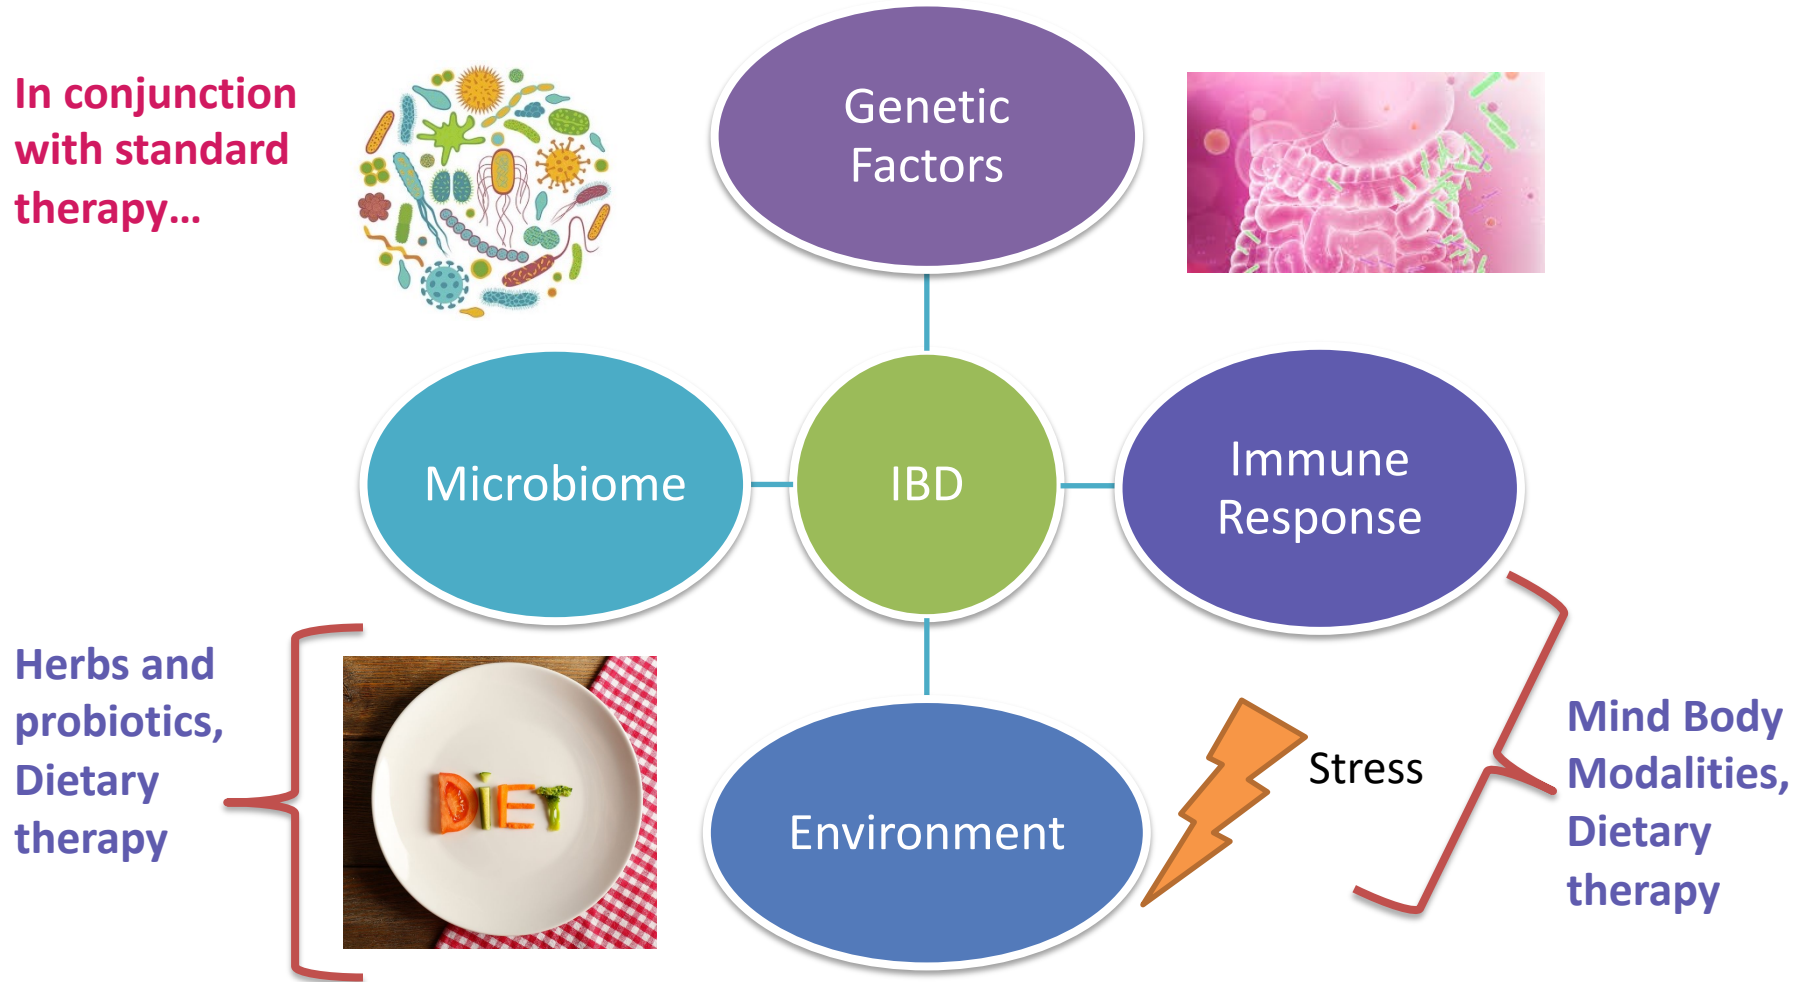 In conjunction
with standard
therapy...
Genetic
Factors
Microbiome
IBD
Immune
Response
Herbs and
probiotics,
Dietary
therapy
DiET
Environment
Stress
Mind Body
Modalities,
Dietary
therapy